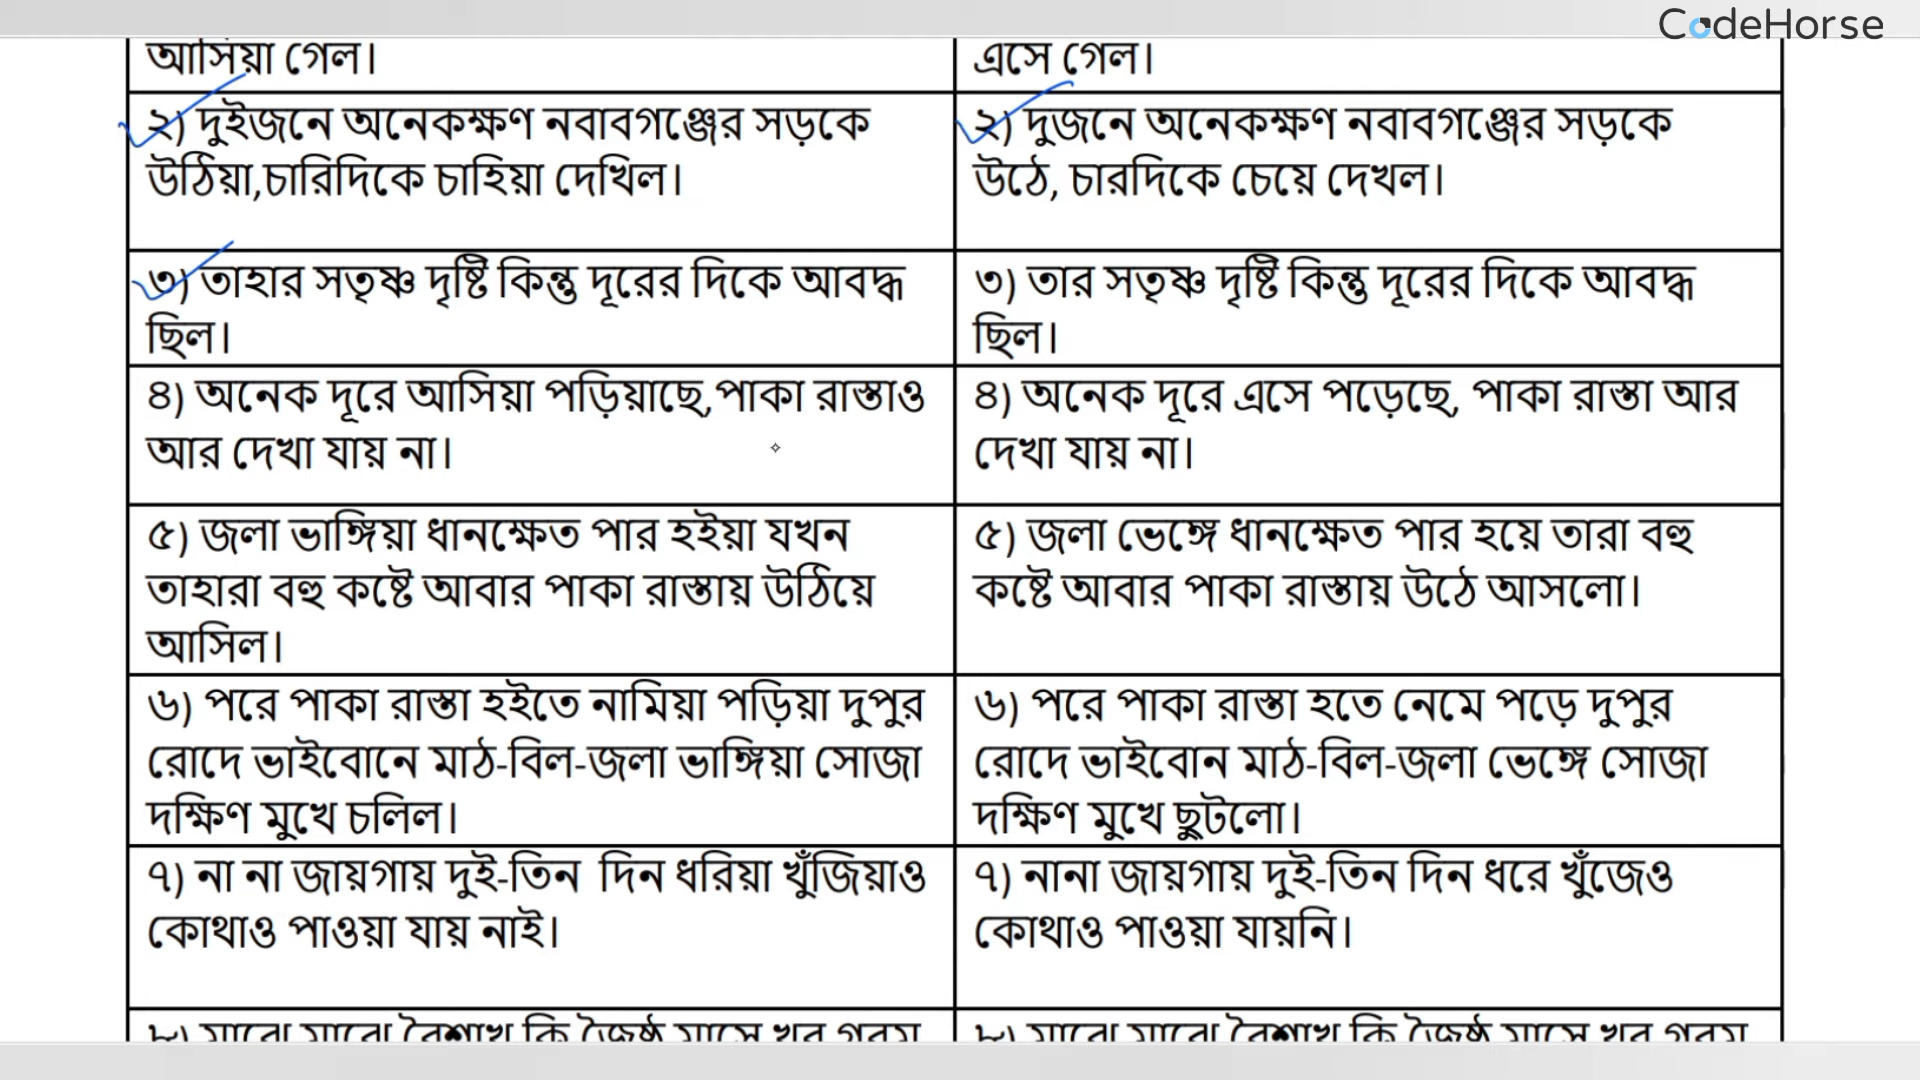 CodeHorse
আসিয়া গেল।
এসে গেল।
২) দুইজনে অনেকক্ষণ নবাবগঞ্জের সড়কে
উঠিয়া,চারিদিকে চাহিয়া দেখিল।
২) দুজনে অনেকক্ষণ নবাবগঞ্জের সড়কে
উঠে, চারদিকে চেয়ে দেখল।
৩) তাহার সতৃষ্ণ দৃষ্টি কিন্তু দূরের দিকে আবদ্ধ
ছিল।
৩) তার সতৃষ্ণ দৃষ্টি কিন্তু দূরের দিকে আবদ্ধ
ছিল।
৪) অনেক দূরে আসিয়া পড়িয়াছে,পাকা রাস্তাও
আর দেখা যায় না।
৪) অনেক দূরে এসে পড়েছে, পাকা রাস্তা আর
দেখা যায় না।
৫) জলা ভাঙ্গিয়া ধানক্ষেত পার হইয়া যখন
তাহারা বহু কষ্টে আবার পাকা রাস্তায় উঠিয়ে
আসিল।
৫) জলা ভেঙ্গে ধানক্ষেত পার হয়ে তারা বহু
কষ্টে আবার পাকা রাস্তায় উঠে আসলো।
৬) পরে পাকা রাস্তা হইতে নামিয়া পড়িয়া দুপুর
রোদে ভাইবোনে মাঠ-বিল-জলা ভাঙ্গিয়া সোজা
দক্ষিণ মুখে চলিল।
৬) পরে পাকা রাস্তা হতে নেমে পড়ে দুপুর
রোদে ভাইবোন মাঠ-বিল-জলা ভেঙ্গে সোজা
দক্ষিণ মুখে ছুটলো।
৭) না না জায়গায় দুই-তিন দিন ধরিয়া খুঁজিয়াও
কোথাও পাওয়া যায় নাই।
৭) নানা জায়গায় দুই-তিন দিন ধরে খুঁজেও
কোথাও পাওয়া যায়নি।
৮) মাঝে মাঝে বৈশাখ কি জ্যৈষ্ঠ মাসে খুব গরম
৮) মাঝে মাঝে বৈশাখ কি জ্যৈষ্ঠ মাসে খুব গরম